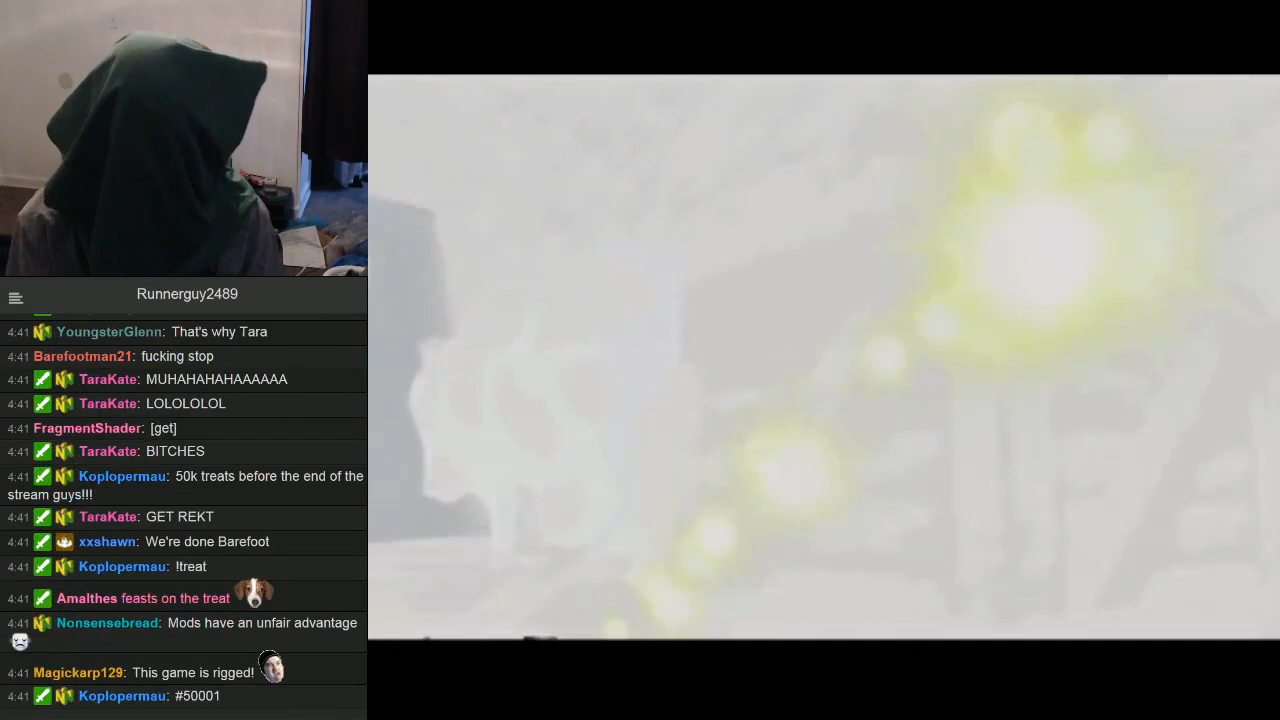 Runnerguy2489
4:41 YoungsterGlenn: That's why Tara
4:41 Barefootman21: fucking stop
4:41 TaraKate: MUHAHAHAHAAAAAA
4:41 TaraKate: LOLOLOLOL
4:41 FragmentShader: [get]
4:41 TaraKate: BITCHES
4:41 Koplopermau: 50k treats before the end of the
stream guys!!!
4:41 TaraKate: GET REKT
4:41 xxshawn: We're done Barefoot
4:41 Koplopermau: !treat
4:41 Amalthes feasts on the treat
4:41 Nonsensebread: Mods have an unfair advantage
4:41 Magickarp129: This game is rigged!
4:41 Koplopermau: #50001